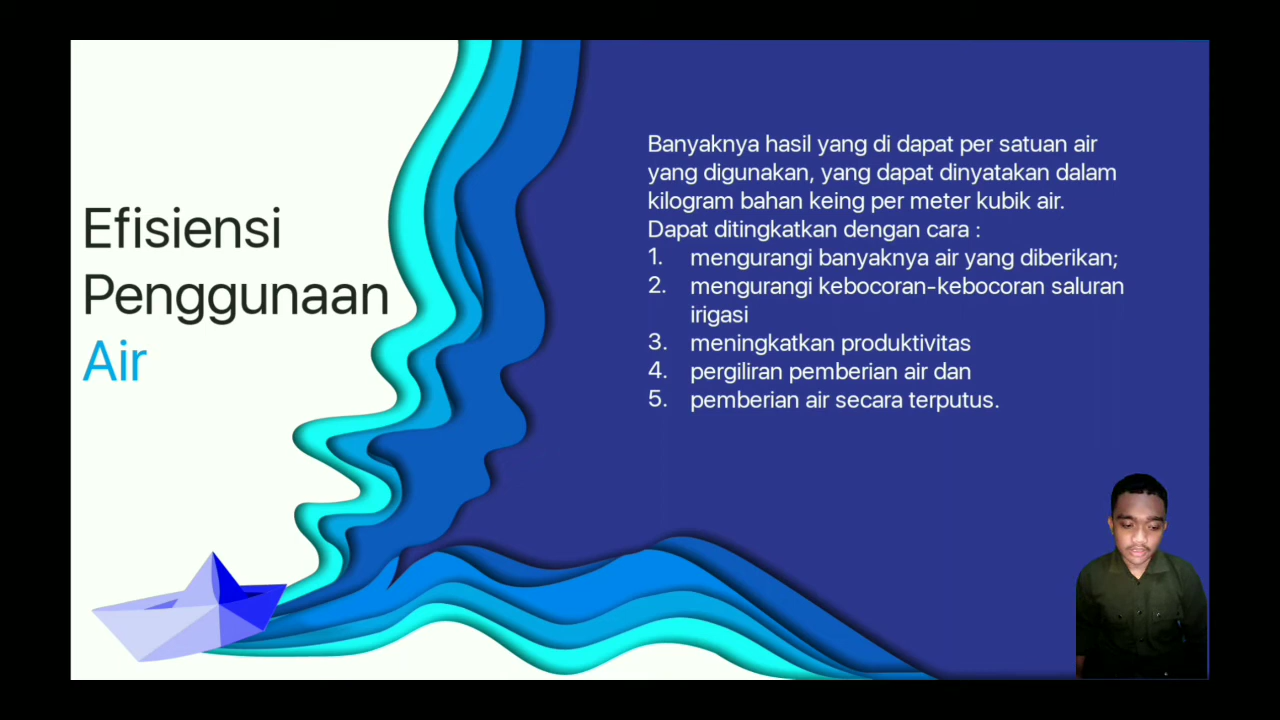 Efisiensi
Penggunaan
Air
Banyaknya hasil yang di dapat per satuan air
yang digunakan, yang dapat dinyatakan dalam
kilogram bahan keing per meter kubik air.
Dapat ditingkatkan dengan cara :
1. mengurangi banyaknya air yang diberikan;
2. mengurangi kebocoran-kebocoran saluran
irigasi
3. meningkatkan produktivitas
4. pergiliran pemberian air dan
5. pemberian air secara terputus.